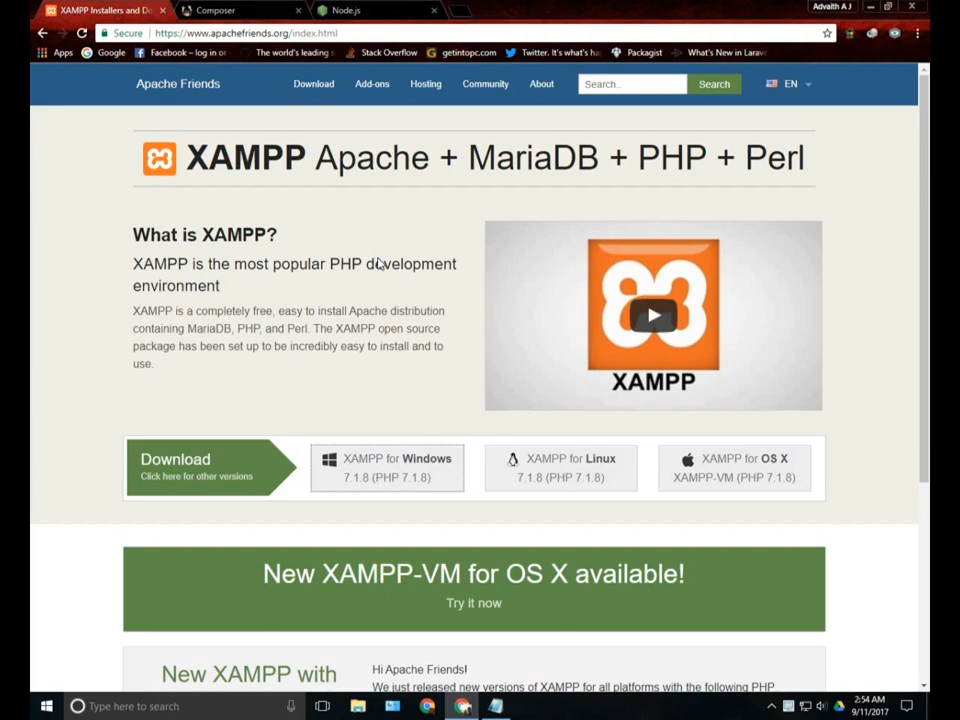 XAMPP Installers and Do
Composer
Node.js
Advaith A J
Secure
https://www.apachefriends.org/index.html
Apps
Google
Facebook – log in or
The world's leading s
Stack Overflow
getintopc.com
Twitter. It's what's ha
Packagist
What's New in Larav
Apache Friends
Download
Add-ons
Hosting
Community
About
Search..
Search
EN
XAMPP Apache + MariaDB + PHP + Perl
What is XAMPP?
XAMPP is the most popular PHP development
environment
XAMPP is a completely free, easy to install Apache distribution
containing MariaDB, PHP, and Perl. The XAMPP open source
package has been set up to be incredibly easy to install and to
use.
XAMPP
Download
Click here for other versions
XAMPP for Windows
7.1.8 (PHP 7.1.8)
XAMPP for Linux
7.1.8 (PHP 7.1.8)
XAMPP for OS X
XAMPP-VM (PHP 7.1.8)
New XAMPP-VM for OS X available!
Try it now
New XAMPP with
Hi Apache Friends!
We just released new versions of XAMPP for all platforms with the following PHP
Type here to search
2:54 AM
9/11/2017